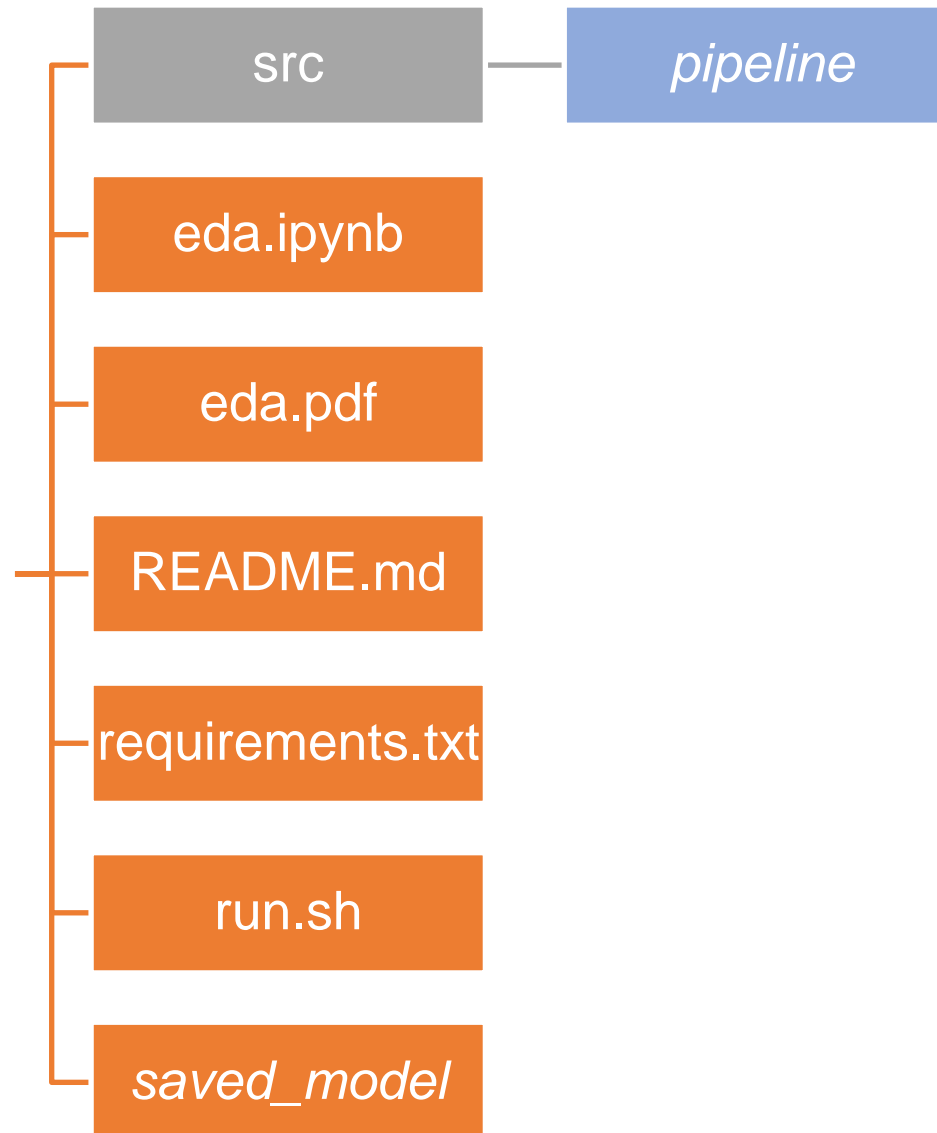 src
pipeline
eda.ipynb
eda.pdf
README.md
requirements.txt
run.sh
saved_model